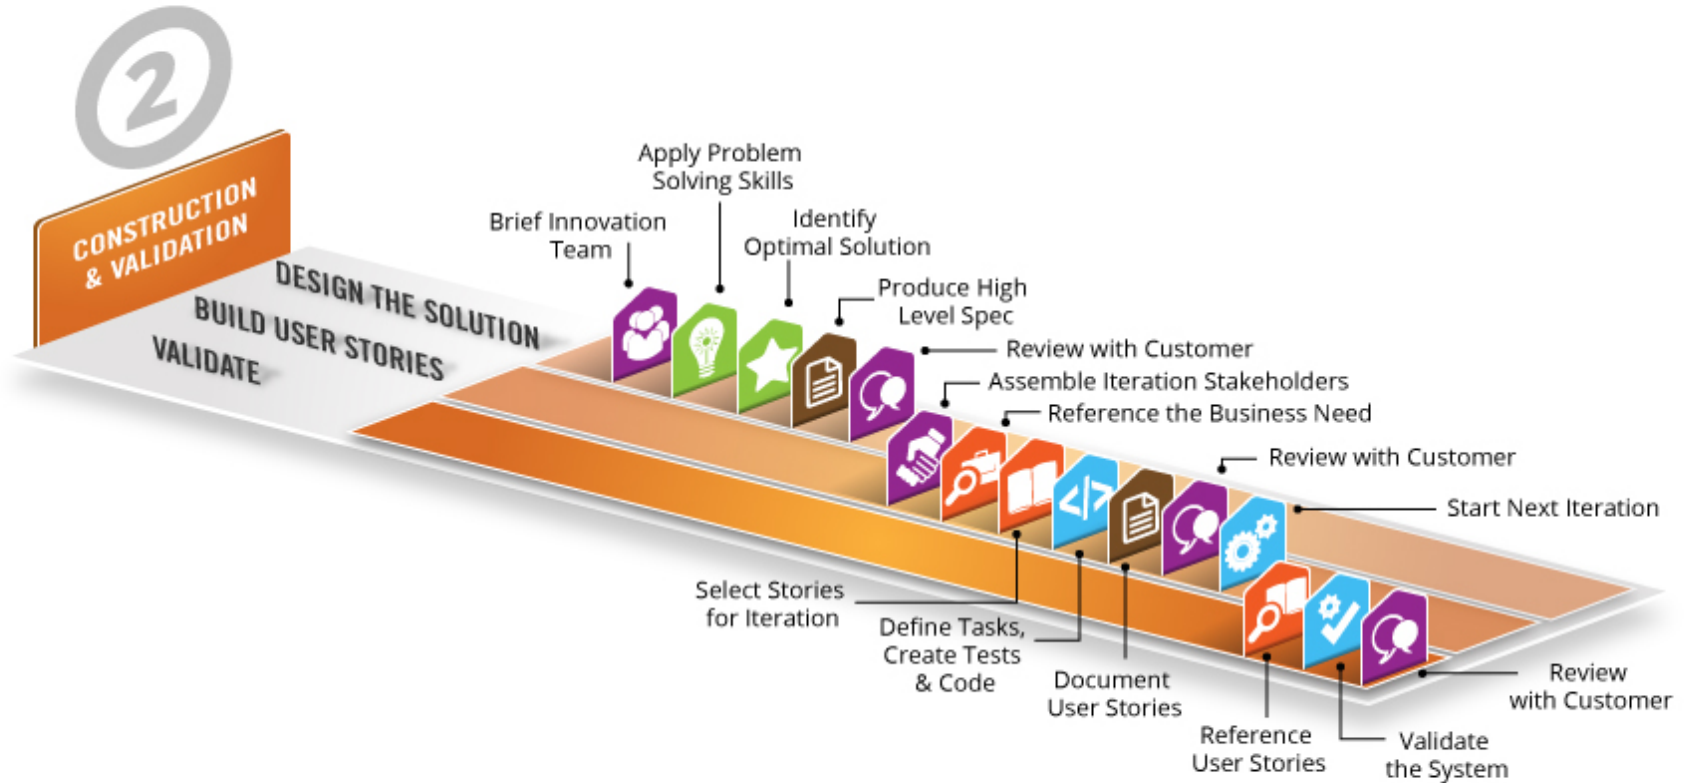 2
CONSTRUCTION
& VALIDATION
DESIGN THE SOLUTION
BUILD USER STORIES
VALIDATE
Brief Innovation
Team
Apply Problem
Solving Skills
Identify
Optimal Solution
Produce High
Level Spec
Review with Customer
Assemble Iteration Stakeholders
Reference the Business Need
Select Stories
for Iteration
Define Tasks,
Create Tests
& Code
</>
Document
User Stories
Review with Customer
Start Next Iteration
Reference
User Stories
Validate
the System
Review
with Customer